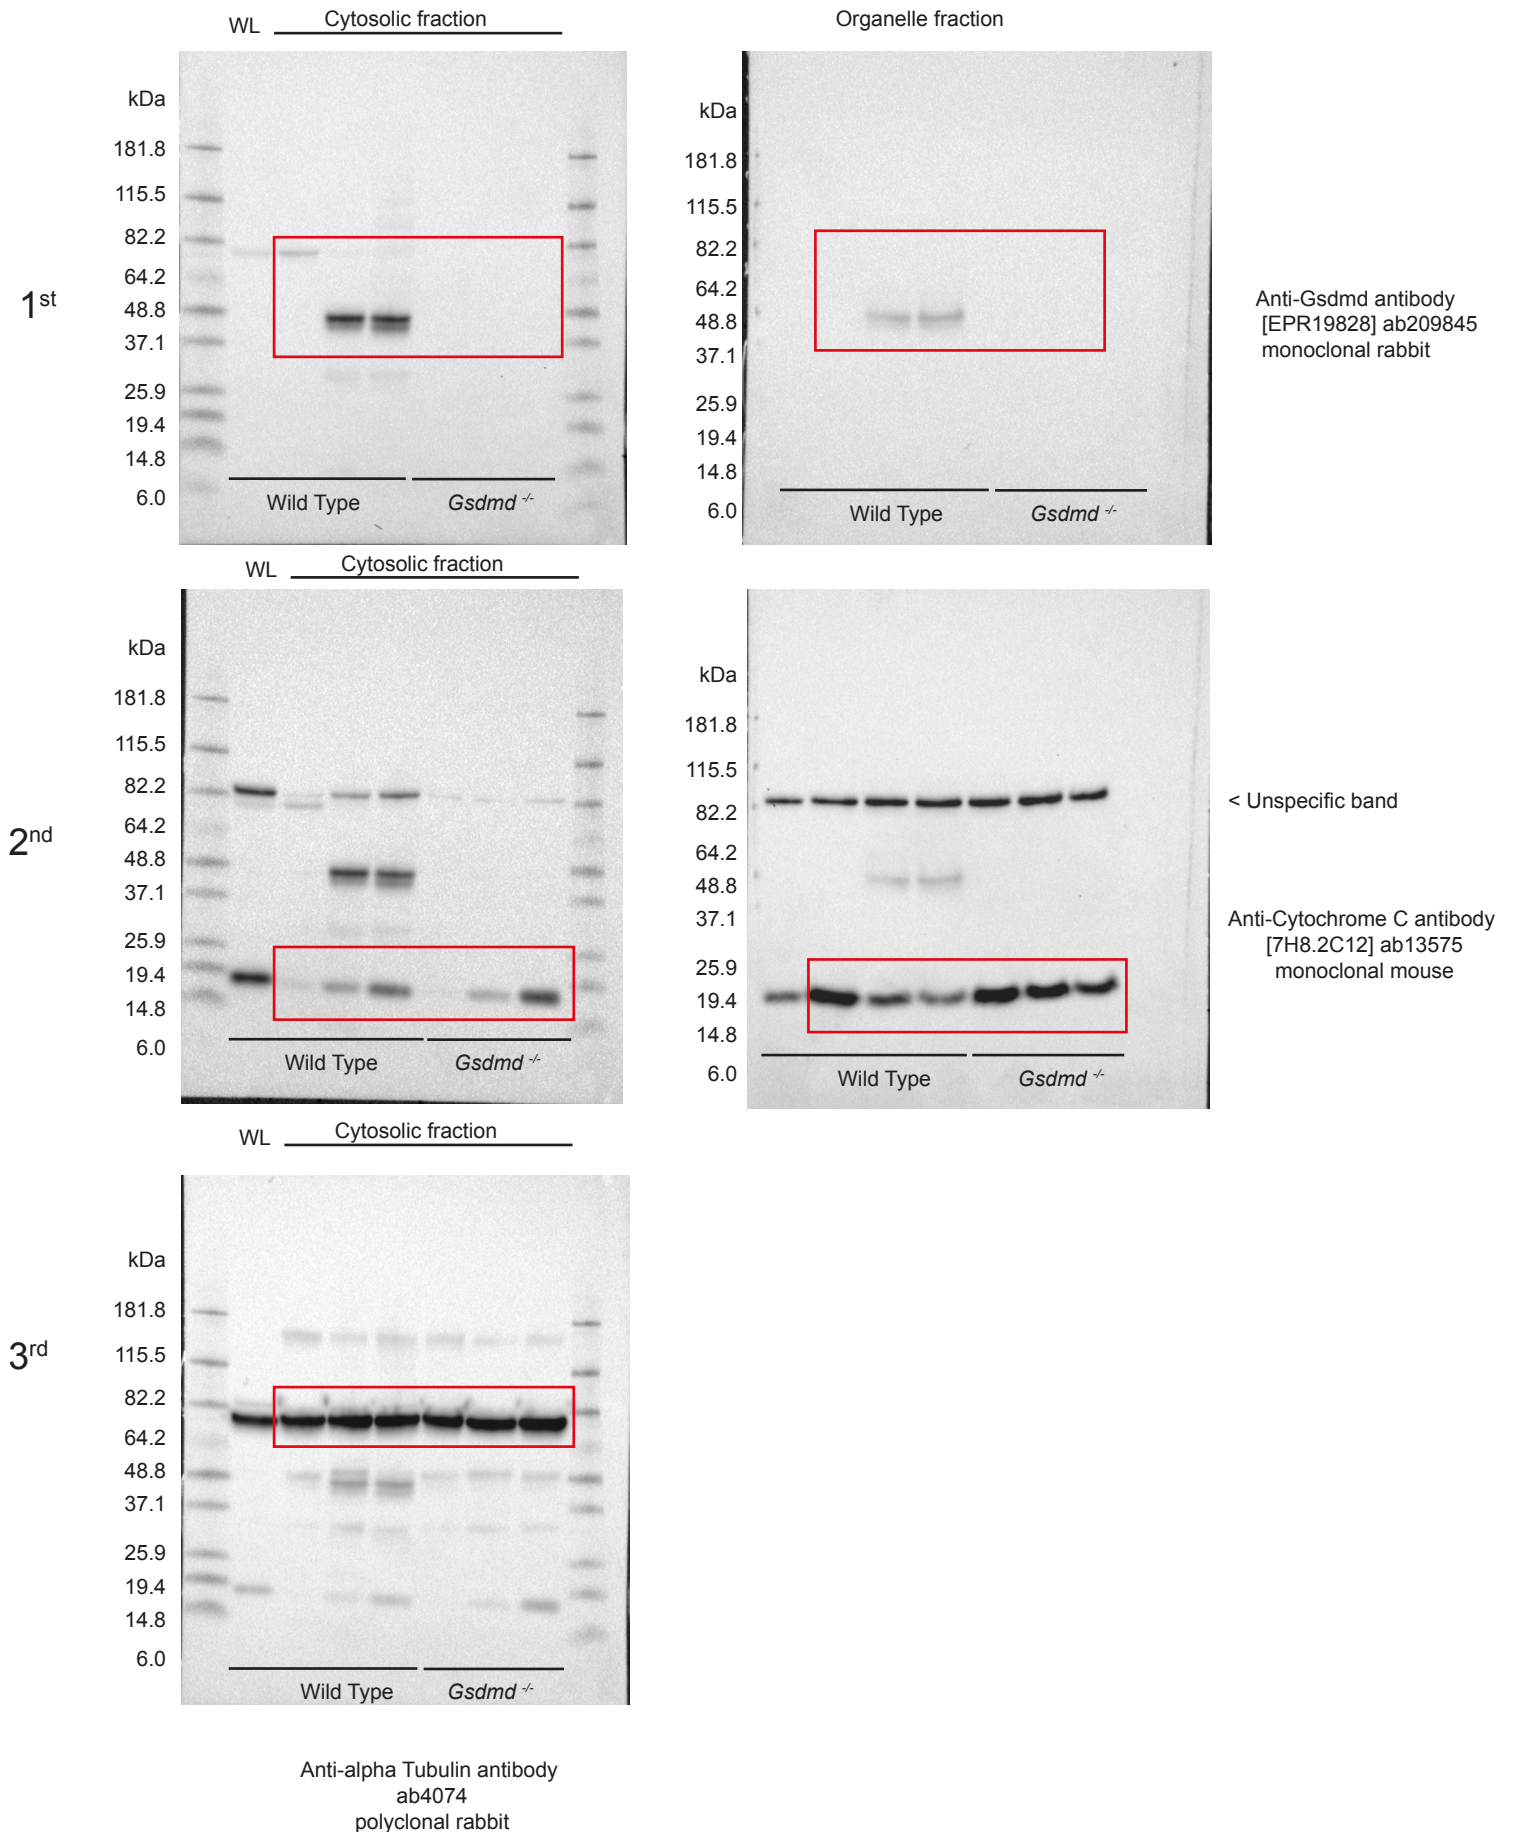 WL Cytosolic fraction
Organelle fraction
1st
kDa
181.8
115.5
82.2
64.2
48.8
37.1
25.9
19.4
14.8
6.0
Wild Type Gsdmd -/-
kDa
181.8
115.5
82.2
64.2
48.8
37.1
25.9
19.4
14.8
6.0
Wild Type Gsdmd -/-
Anti-Gsdmd antibody
[EPR19828] ab209845
monoclonal rabbit
WL Cytosolic fraction
2nd
kDa
181.8
115.5
82.2
64.2
48.8
37.1
25.9
19.4
14.8
6.0
Wild Type Gsdmd -/-
kDa
181.8
115.5
82.2
64.2
48.8
37.1
25.9
19.4
14.8
6.0
Wild Type Gsdmd -/-
< Unspecific band
Anti-Cytochrome C antibody
[7H8.2C12] ab13575
monoclonal mouse
WL Cytosolic fraction
3rd
kDa
181.8
115.5
82.2
64.2
48.8
37.1
25.9
19.4
14.8
6.0
Wild Type Gsdmd -/-
Anti-alpha Tubulin antibody
ab4074
polyclonal rabbit